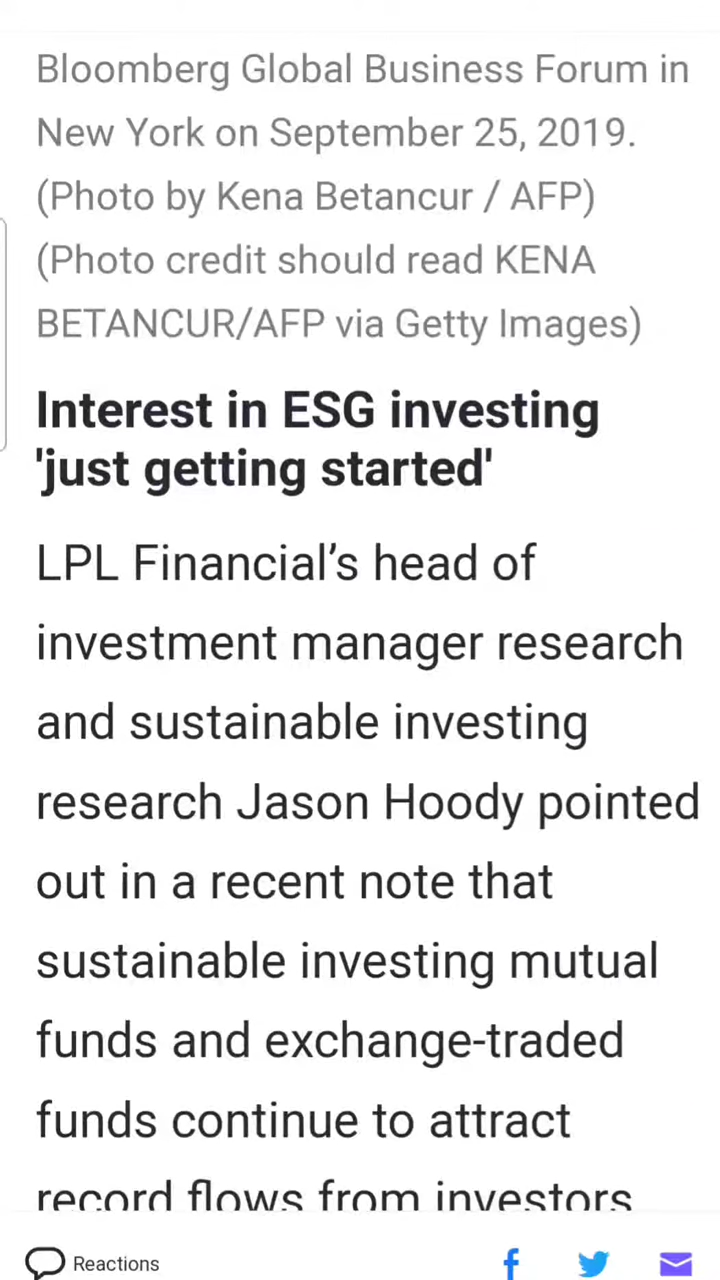 Bloomberg Global Business Forum in
New York on September 25, 2019.
(Photo by Kena Betancur / AFP)
(Photo credit should read KENA
BETANCUR/AFP via Getty Images)
Interest in ESG investing
'just getting started'
LPL Financial’s head of
investment manager research
and sustainable investing
research Jason Hoody pointed
out in a recent note that
sustainable investing mutual
funds and exchange-traded
funds continue to attract
record flows from investors
Reactions